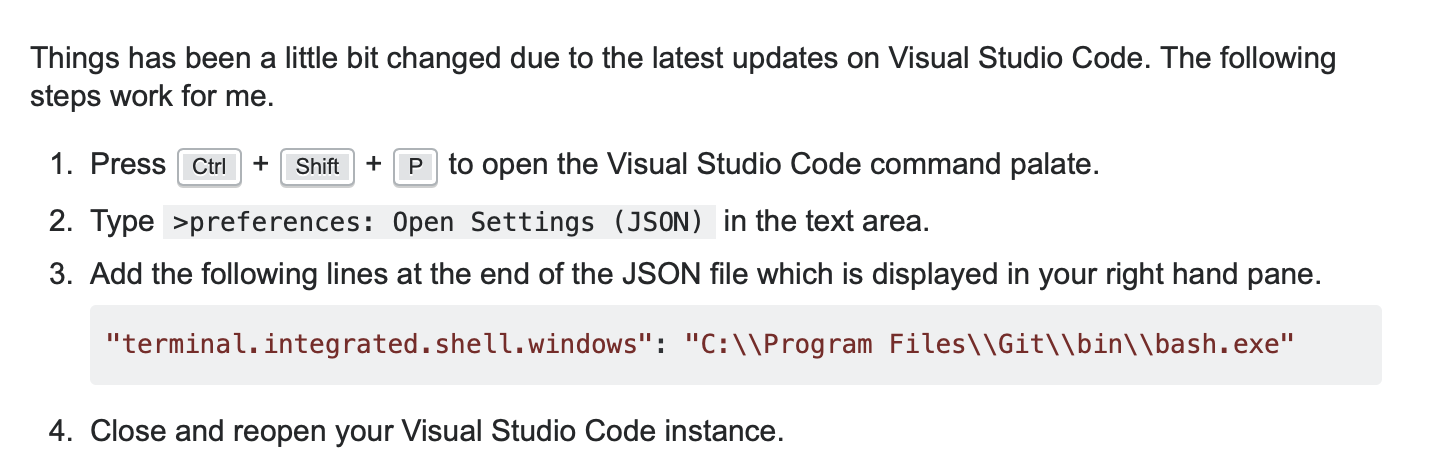 Things has been a little bit changed due to the latest updates on Visual Studio Code. The following
steps work for me.
1. Press Ctrl + Shift + P to open the Visual Studio Code command palate.
2. Type >preferences: Open Settings (JSON) in the text area.
3. Add the following lines at the end of the JSON file which is displayed in your right hand pane.
"terminal.integrated.shell.windows": "C:\\Program Files\\Git\\bin\\bash.exe"
4. Close and reopen your Visual Studio Code instance.